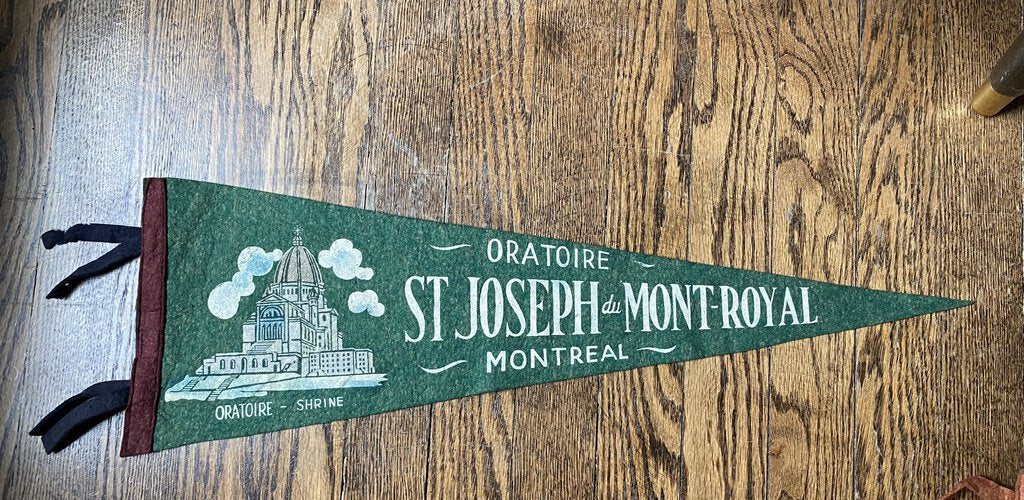 ORATOIRE
ST JOSEPH du MONT-ROYAL
MONTREAL
ORATOIRE - SHRINE